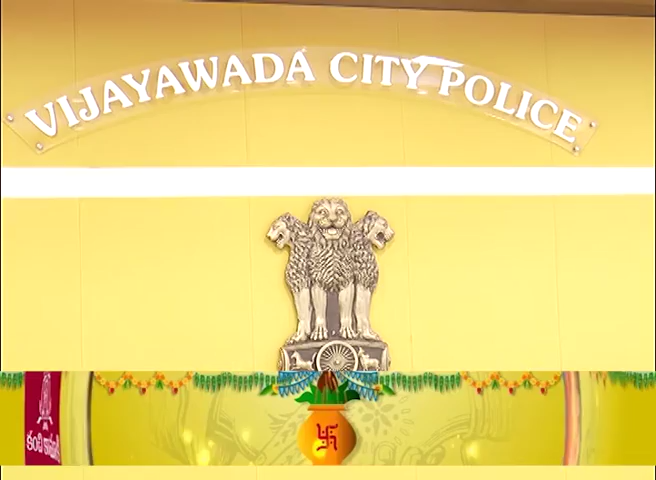 VIJAYAWADA CITY POLICE
కంచి